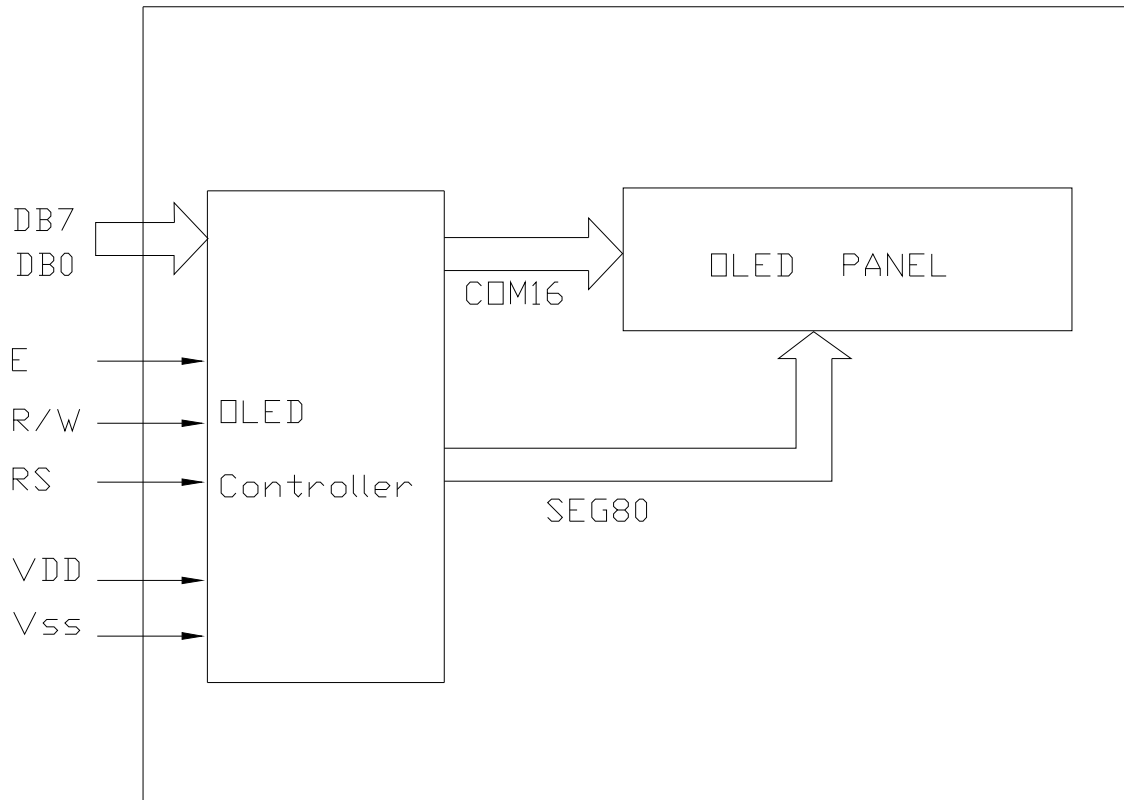 DB7
DB0
E
R/W
RS
VDD
Vss
OLED
Controller
COM16
SEG80
OLED PANEL